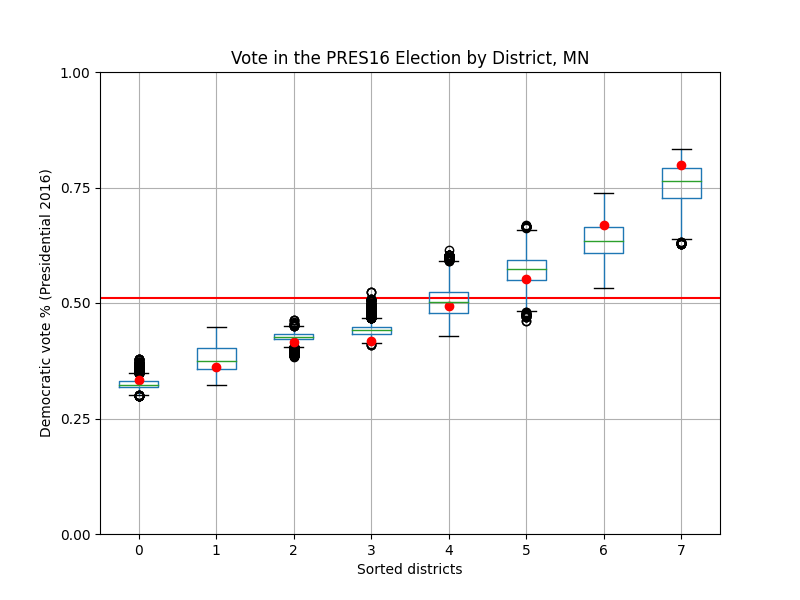 Vote in the PRES16 Election by District, MN
1.00
0.75
0.50
0.25
0.00
Democratic vote % (Presidential 2016)
0 1 2 3 4 5 6 7
Sorted districts